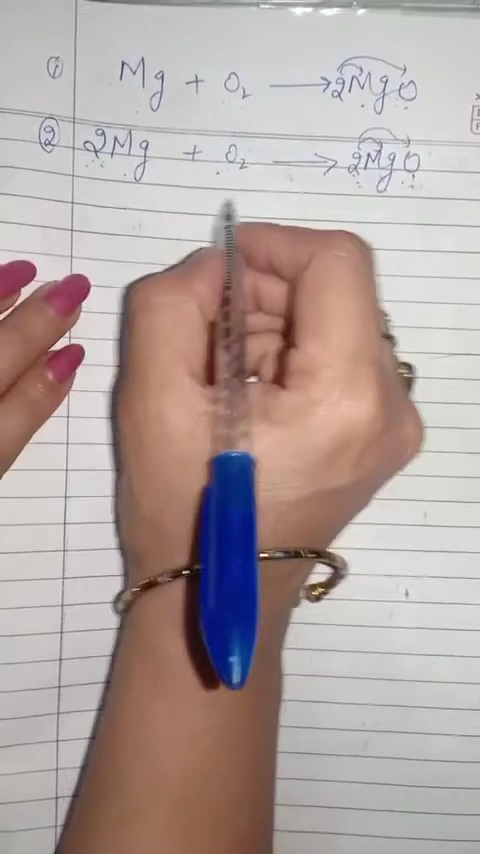 ① Mg + O₂ → 2MgO
② 2Mg + O₂ → 2MgO